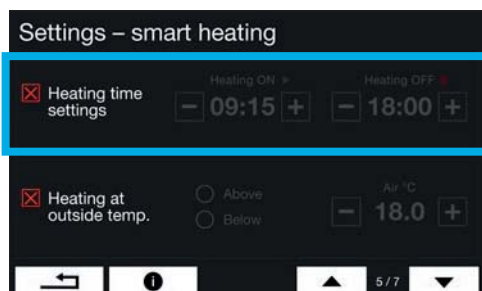 Settings – smart heating
Heating ON Heating OFF
Heating time
settings
– 09:15 + – 18:00 +
Heating at
outside temp.
Above
Below
Air °C
– 18.0 +
5/7